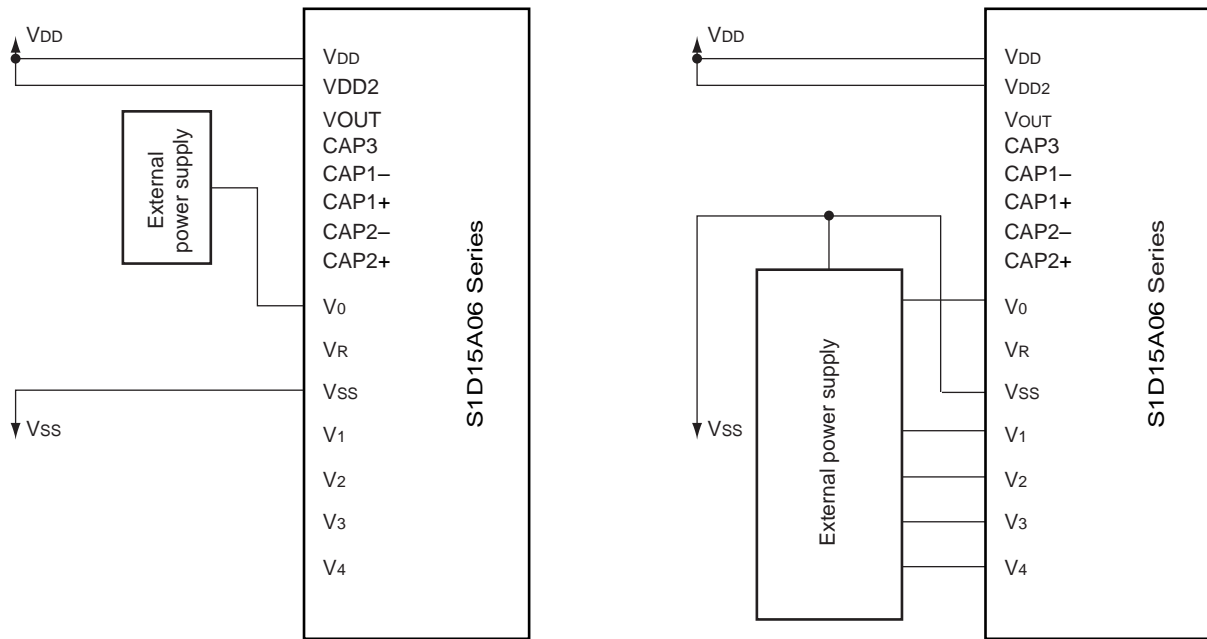 VDD
VDD
VDD2
VOUT
CAP3
CAP1–
CAP1+
CAP2–
CAP2+
V0
VR
VSS
VSS
V1
V2
V3
V4
External
power supply
S1D15A06 Series
VDD
VDD
VDD2
VOUT
CAP3
CAP1–
CAP1+
CAP2–
CAP2+
V0
VR
VSS
VSS
V1
V2
V3
V4
External power supply
S1D15A06 Series